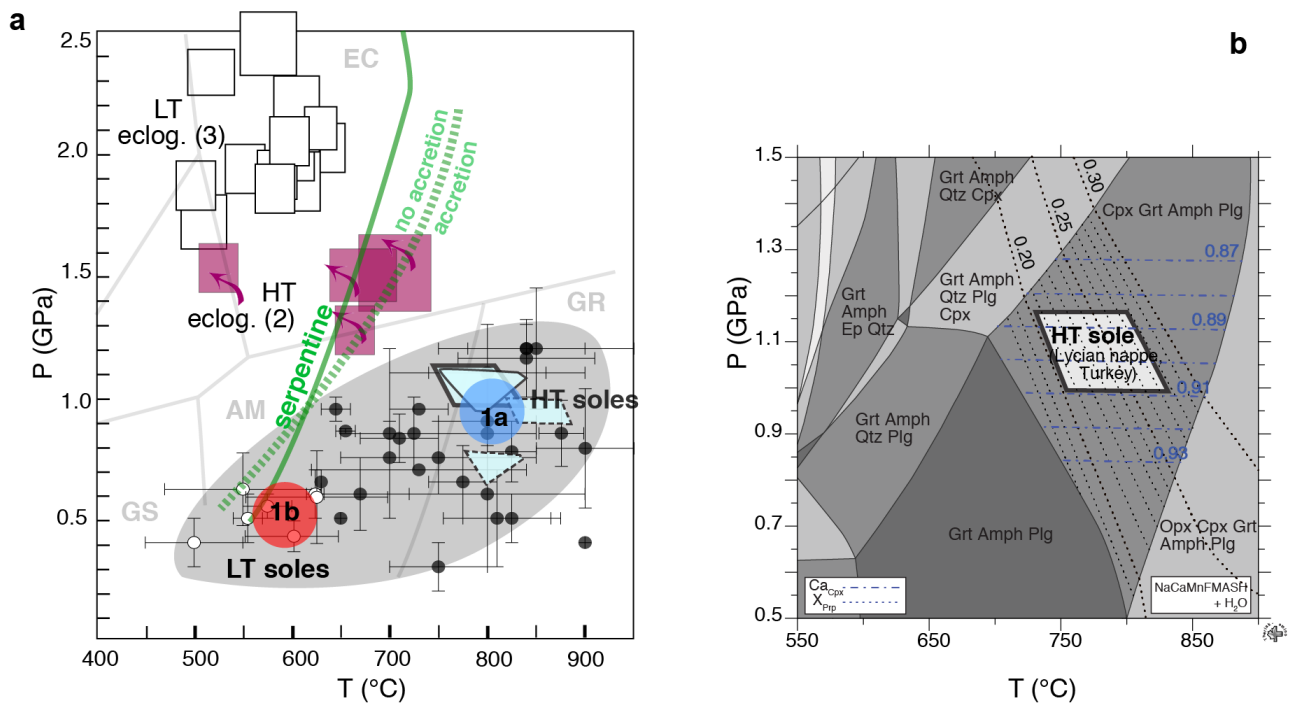 a
2.5
2.0
1.5
1.0
0.5
P (GPa)
400
500
600
700
800
900
T (°C)
EC
LT
eclog. (3)
no accretion
accretion
HT
eclog. (2)
serpentine
GR
AM
GS
HT soles
1a
1b
LT soles
b
1.5
1.3
1.1
0.9
0.7
0.5
P (GPa)
550
650
750
850
T (°C)
Grt Amph
Qtz Cpx
0.30
0.25
0.20
Cpx Grt Amph Plg
0.87
Grt Amph
Qtz Plg
Cpx
Grt
Amph
Ep Qtz
0.89
HT sole
(Lycian nappe,
Turkey)
0.91
Grt Amph
Qtz Plg
0.93
Grt Amph Plg
Opx Cpx Grt
Amph Plg
CaCpx
XPrp
NaCaMnFMASH
+ H2O